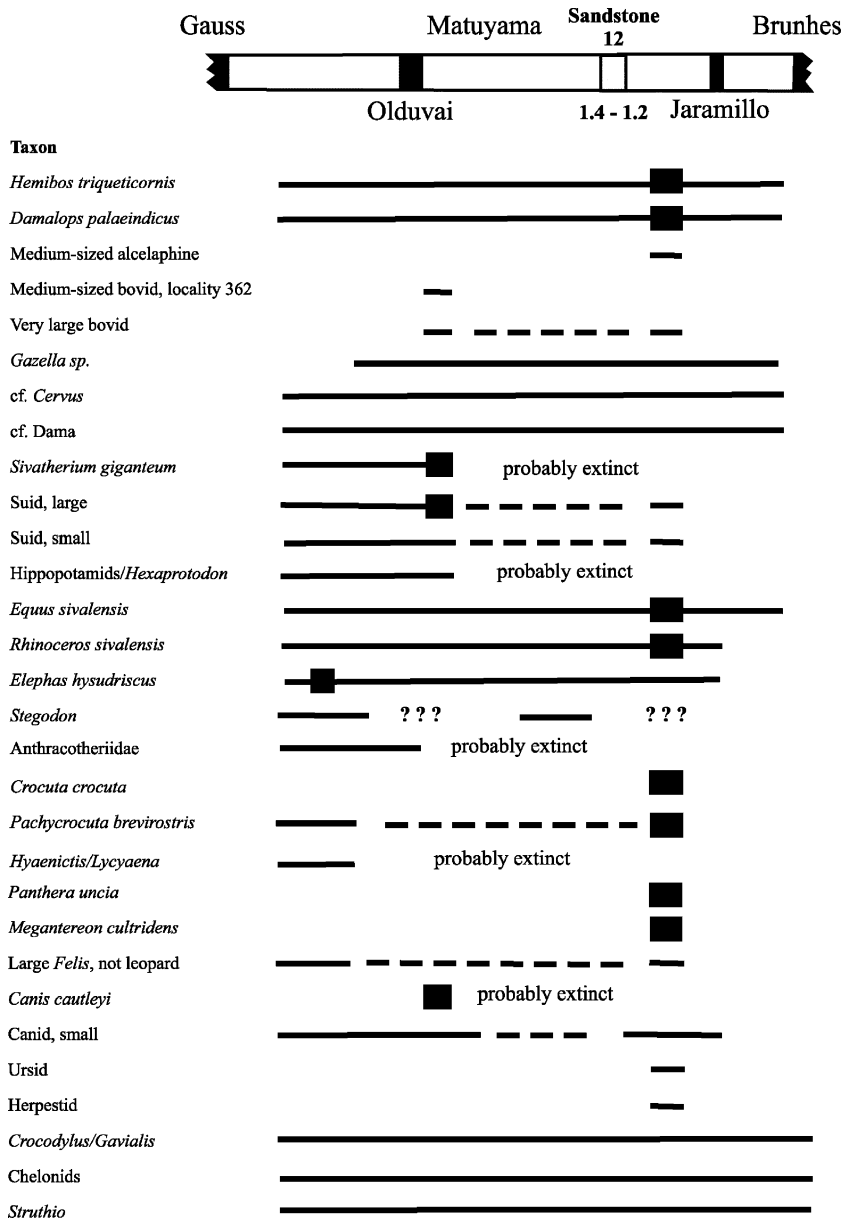 Gauss Matuyama Sandstone Brunhes
12
Olduvai 1.4 - 1.2 Jaramillo
Taxon
Hemibos triqueticornis
Damalops palaeindicus
Medium-sized alcelaphine
Medium-sized bovid, locality 362
Very large bovid
Gazella sp.
cf. Cervus
cf. Dama
Sivatherium giganteum probably extinct
Suid, large
Suid, small
Hippopotamids/Hexaprotodon probably extinct
Equus sivalensis
Rhinoceros sivalensis
Elephas hysudriscus
Stegodon ? ? ? ? ? ?
Anthracotheriidae probably extinct
Crocuta crocuta
Pachycrocuta brevirostris
Hyaenictis/Lycyaena probably extinct
Panthera uncia
Megantereon cultridens
Large Felis, not leopard
Canis cautleyi probably extinct
Canid, small
Ursid
Herpestid
Crocodylus/Gavialis
Chelonids
Struthio